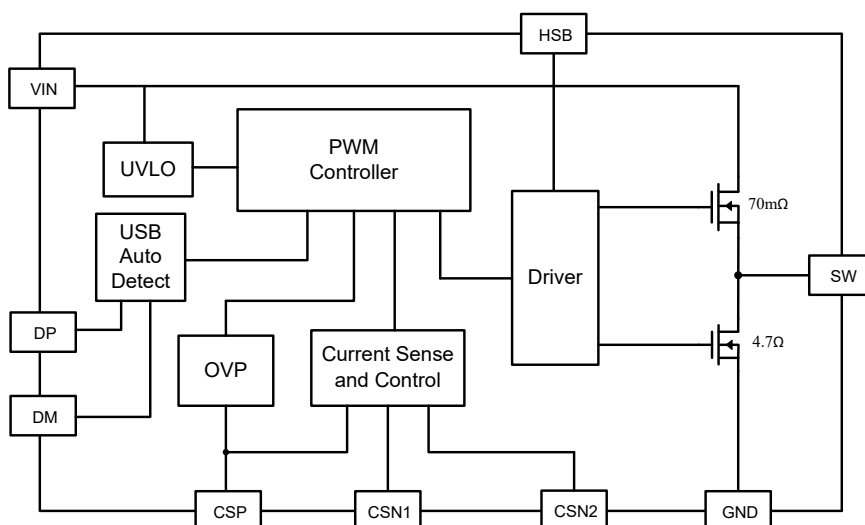 HSB
VIN
UVLO
PWM
Controller
70mΩ
USB
Auto
Detect
Driver
SW
DP
4.7Ω
OVP
Current Sense
and Control
DM
CSP
CSN1
CSN2
GND